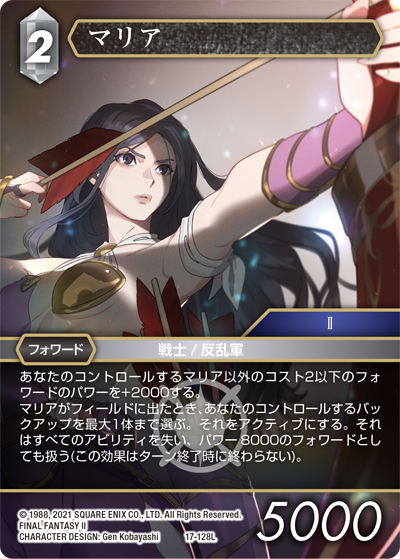 2
マリア
II
フォワード
戦士 / 反乱軍
あなたのコントロールするマリア以外のコスト2以下のフォ
ワードのパワーを+2000する。
マリアがフィールドに出たとき、あなたのコントロールするバッ
クアップを最大1体まで選ぶ。それをアクティブにする。それ
はすべてのアビリティを失い、パワー8000のフォワードとし
ても扱う(この効果はターン終了時に終わらない)。
© 1988, 2021 SQUARE ENIX CO., LTD. All Rights Reserved.
FINAL FANTASY II
CHARACTER DESIGN: Gen Kobayashi
17-128L
5000